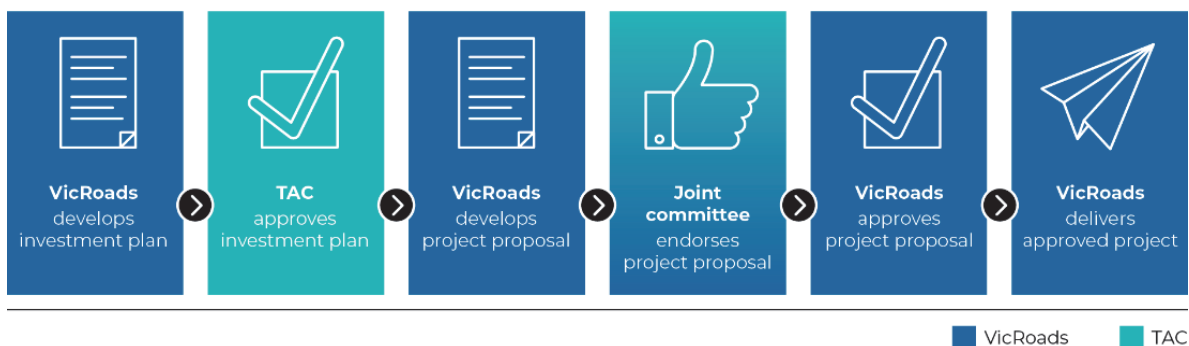 VicRoads
develops
investment plan
TAC
approves
investment plan
VicRoads
develops
project proposal
Joint
committee
endorses
project proposal
VicRoads
approves
project proposal
VicRoads
delivers
approved project
VicRoads
TAC